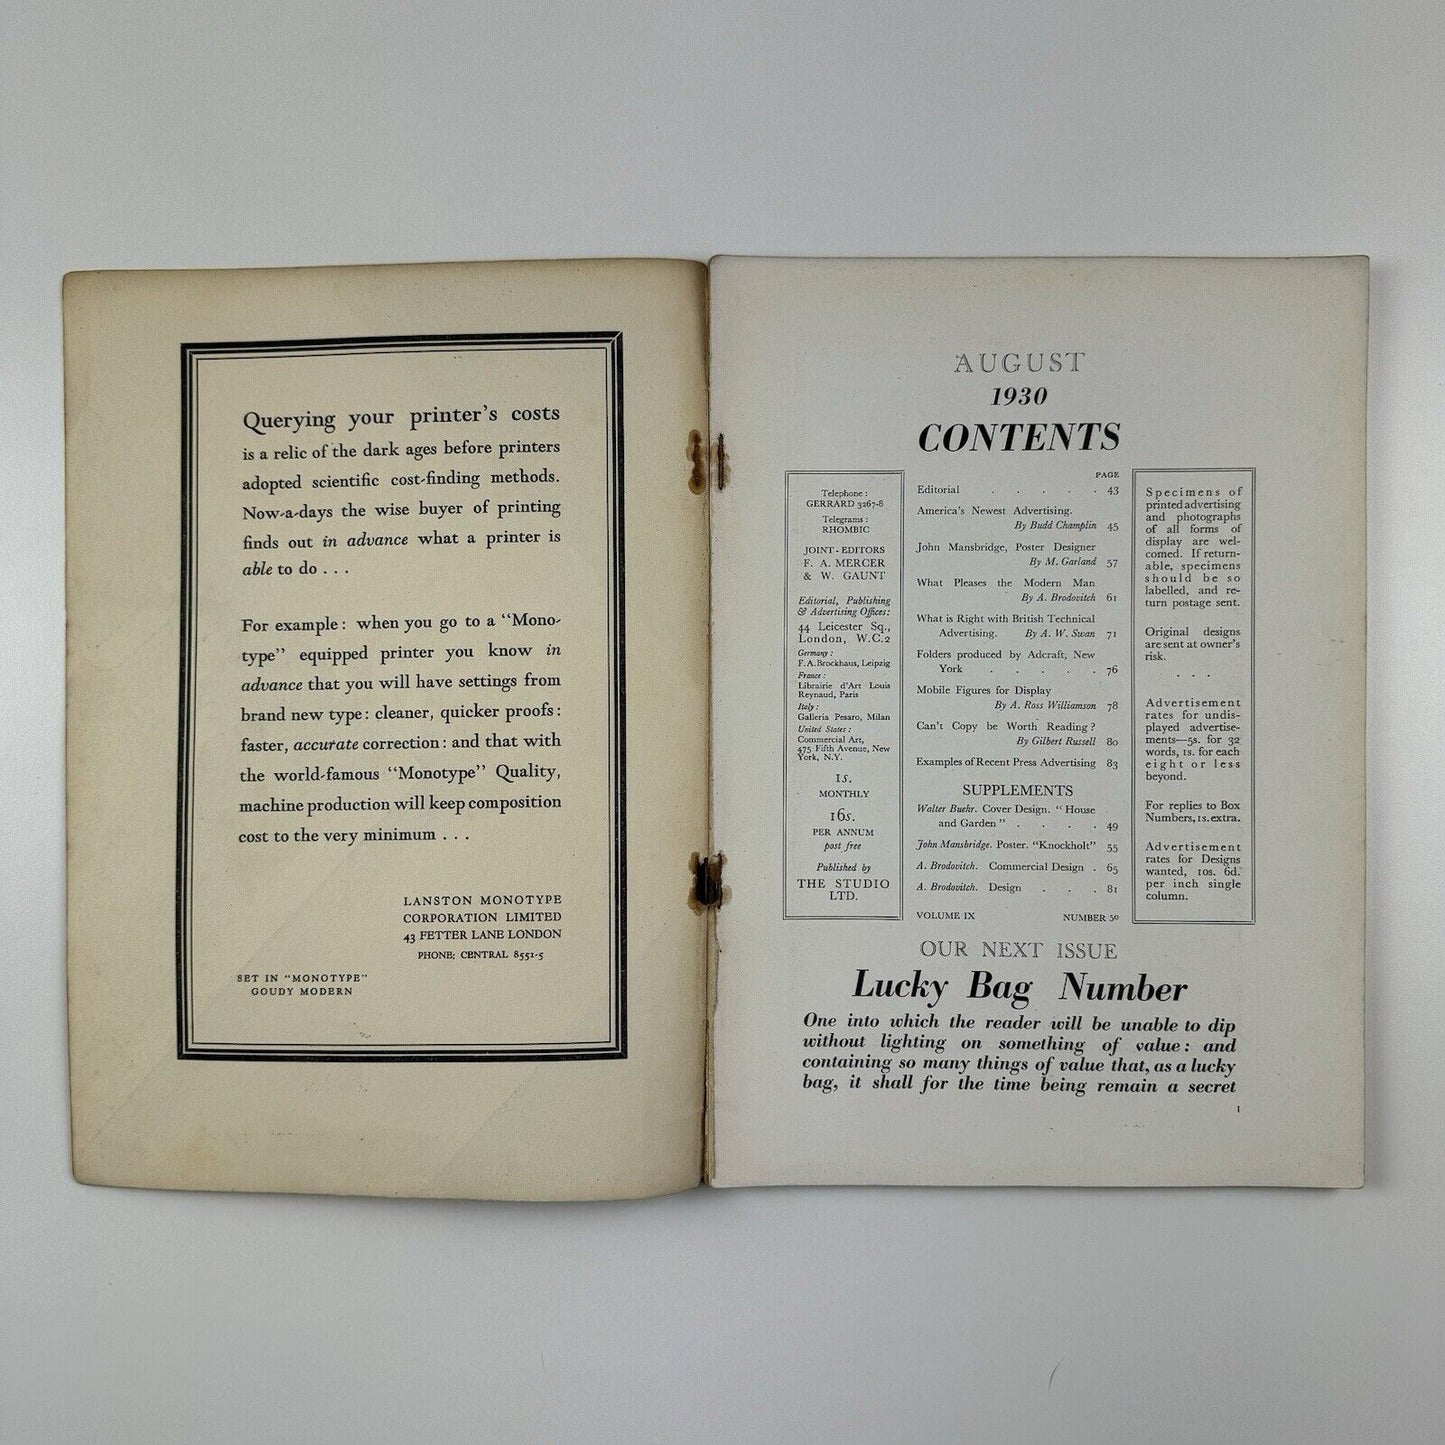 Querying your printer's costs
is a relic of the dark ages before printers
adopted scientific cost-finding methods.
Now-a-days the wise buyer of printing
finds out in advance what a printer is
able to do . . .
For example : when you go to a "Mono-
type" equipped printer you know in
advance that you will have settings from
brand new type : cleaner, quicker proofs :
faster, accurate correction : and that with
the world-famous "Monotype" Quality,
machine production will keep composition
cost to the very minimum . . .
LANSTON MONOTYPE
CORPORATION LIMITED
43 FETTER LANE LONDON
PHONE: CENTRAL 8551-5
SET IN "MONOTYPE"
GOUDY MODERN
AUGUST
1930
CONTENTS
Telephone :
GERRARD 3267-8
Telegrams :
RHOMBIC
JOINT - EDITORS
F. A. MERCER
& W. GAUNT
Editorial, Publishing
& Advertising Offices:
44 Leicester Sq.,
London, W.C.2
Germany :
F.A.Brockhaus, Leipzig
France :
Librairie d'Art Louis
Reynaud, Paris
Italy :
Galleria Pesaro, Milan
United States :
Commercial Art,
475 Fifth Avenue, New
York, N.Y.
1s.
MONTHLY
16s.
PER ANNUM
post free
Published by
THE STUDIO
LTD.
PAGE
Editorial . . . . . 43
America's Newest Advertising.
By Budd Champlin 45
John Mansbridge, Poster Designer
By M. Garland 57
What Pleases the Modern Man
By A. Brodovitch 61
What is Right with British Technical
Advertising. By A. W. Swan 71
Folders produced by Adcraft, New
York . . . . . 76
Mobile Figures for Display
By A. Ross Williamson 78
Can't Copy be Worth Reading ?
By Gilbert Russell 80
Examples of Recent Press Advertising 83
SUPPLEMENTS
Walter Buehr. Cover Design. " House
and Garden " . . . . 49
John Mansbridge. Poster. "Knockholt" 55
A. Brodovitch. Commercial Design . 65
A. Brodovitch. Design . . . 81
VOLUME IX NUMBER 50
Specimens of
printed advertising
and photographs
of all forms of
display are wel-
comed. If return-
able, specimens
should be so
labelled, and re-
turn postage sent.
Original designs
are sent at owner's
risk.
. . .
Advertisement
rates for undis-
played advertise-
ments—5s. for 32
words, 1s. for each
eight or less
beyond.
For replies to Box
Numbers, 1s. extra.
Advertisement
rates for Designs
wanted, 10s. 6d.
per inch single
column.
OUR NEXT ISSUE
Lucky Bag Number
One into which the reader will be unable to dip
without lighting on something of value : and
containing so many things of value that, as a lucky
bag, it shall for the time being remain a secret
1